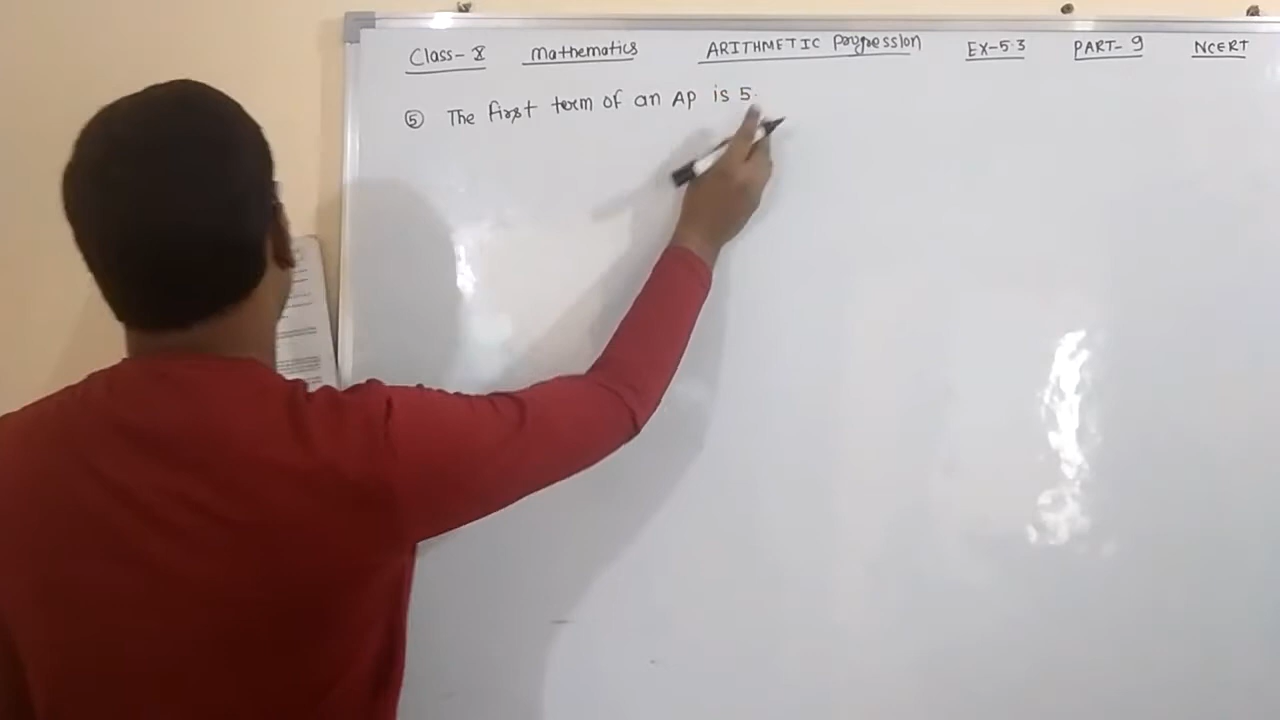 Class- X Mathematics ARITHMETIC Progression EX-5.3 PART- 9 NCERT
⑤ The first term of an AP is 5.